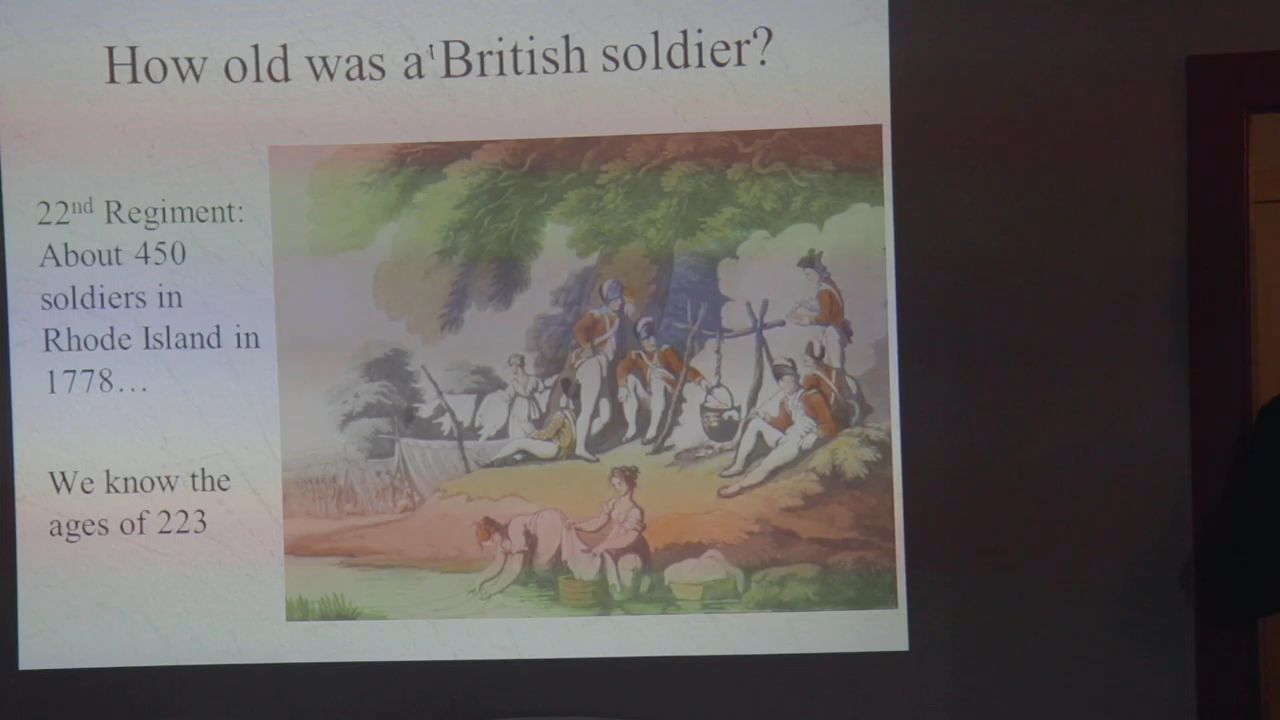 How old was a British soldier?
22nd Regiment:
About 450
soldiers in
Rhode Island in
1778…
We know the
ages of 223